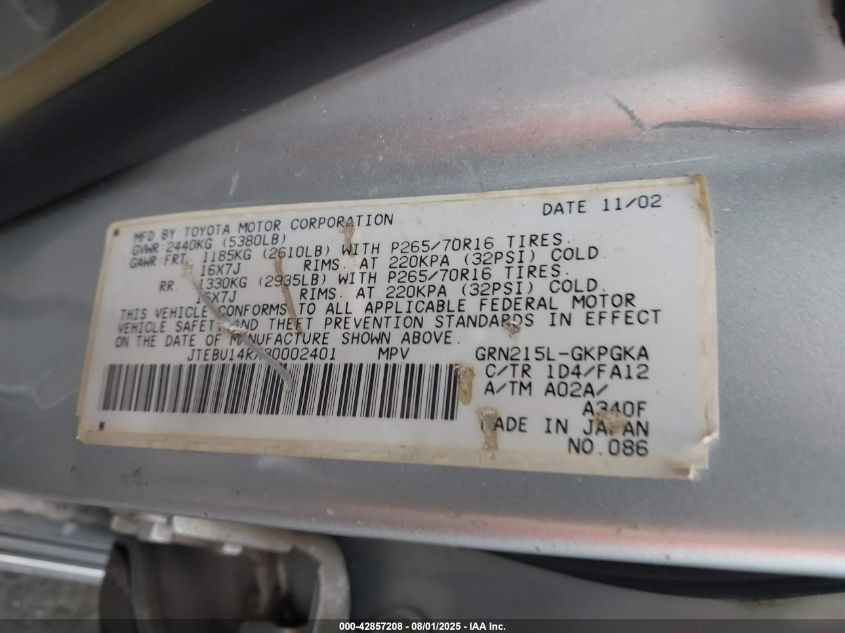 DATE 11/02
MFD BY TOYOTA MOTOR CORPORATION
GVWR 2440KG (5380LB)
GAWR FRT. 1185KG (2610LB) WITH P265/70R16 TIRES.
16X7J RIMS. AT 220KPA (32PSI) COLD.
RR. 1330KG (2935LB) WITH P265/70R16 TIRES.
16X7J RIMS. AT 220KPA (32PSI) COLD.
THIS VEHICLE CONFORMS TO ALL APPLICABLE FEDERAL MOTOR
VEHICLE SAFETY AND THEFT PREVENTION STANDARDS IN EFFECT
ON THE DATE OF MANUFACTURE SHOWN ABOVE.
MPV GRN215L-GKPGKA
C/TR 1D4/FA12
A/TM A02A/
A340F
MADE IN JAPAN
NO.086
000-42857208 - 08/01/2025 - IAA Inc.